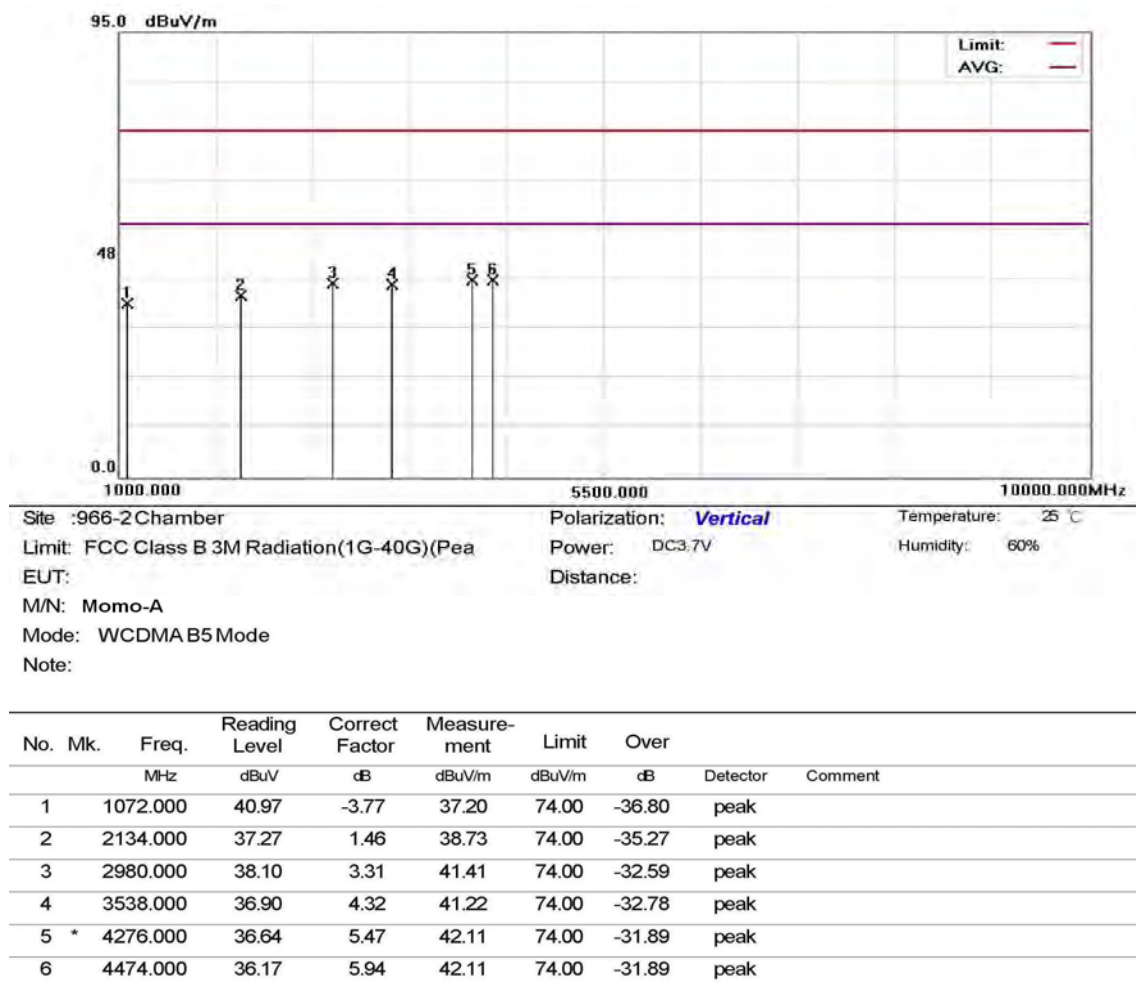 95.0 dBuV/m
Limit:
AVG:
48
1 2 3 4 5 6
0.0
1000.000 5500.000 10000.000MHz
Site :966-2 Chamber Polarization: Vertical Temperature: 25 ℃
Limit: FCC Class B 3M Radiation(1G-40G)(Pea Power: DC3.7V Humidity: 60%
EUT: Distance:
M/N: Momo-A
Mode: WCDMA B5 Mode
Note:
No. Mk. Freq. Reading Level Correct Factor Measure-ment Limit Over
MHz dBuV dB dBuV/m dBuV/m dB Detector Comment
1 1072.000 40.97 -3.77 37.20 74.00 -36.80 peak
2 2134.000 37.27 1.46 38.73 74.00 -35.27 peak
3 2980.000 38.10 3.31 41.41 74.00 -32.59 peak
4 3538.000 36.90 4.32 41.22 74.00 -32.78 peak
5 * 4276.000 36.64 5.47 42.11 74.00 -31.89 peak
6 4474.000 36.17 5.94 42.11 74.00 -31.89 peak